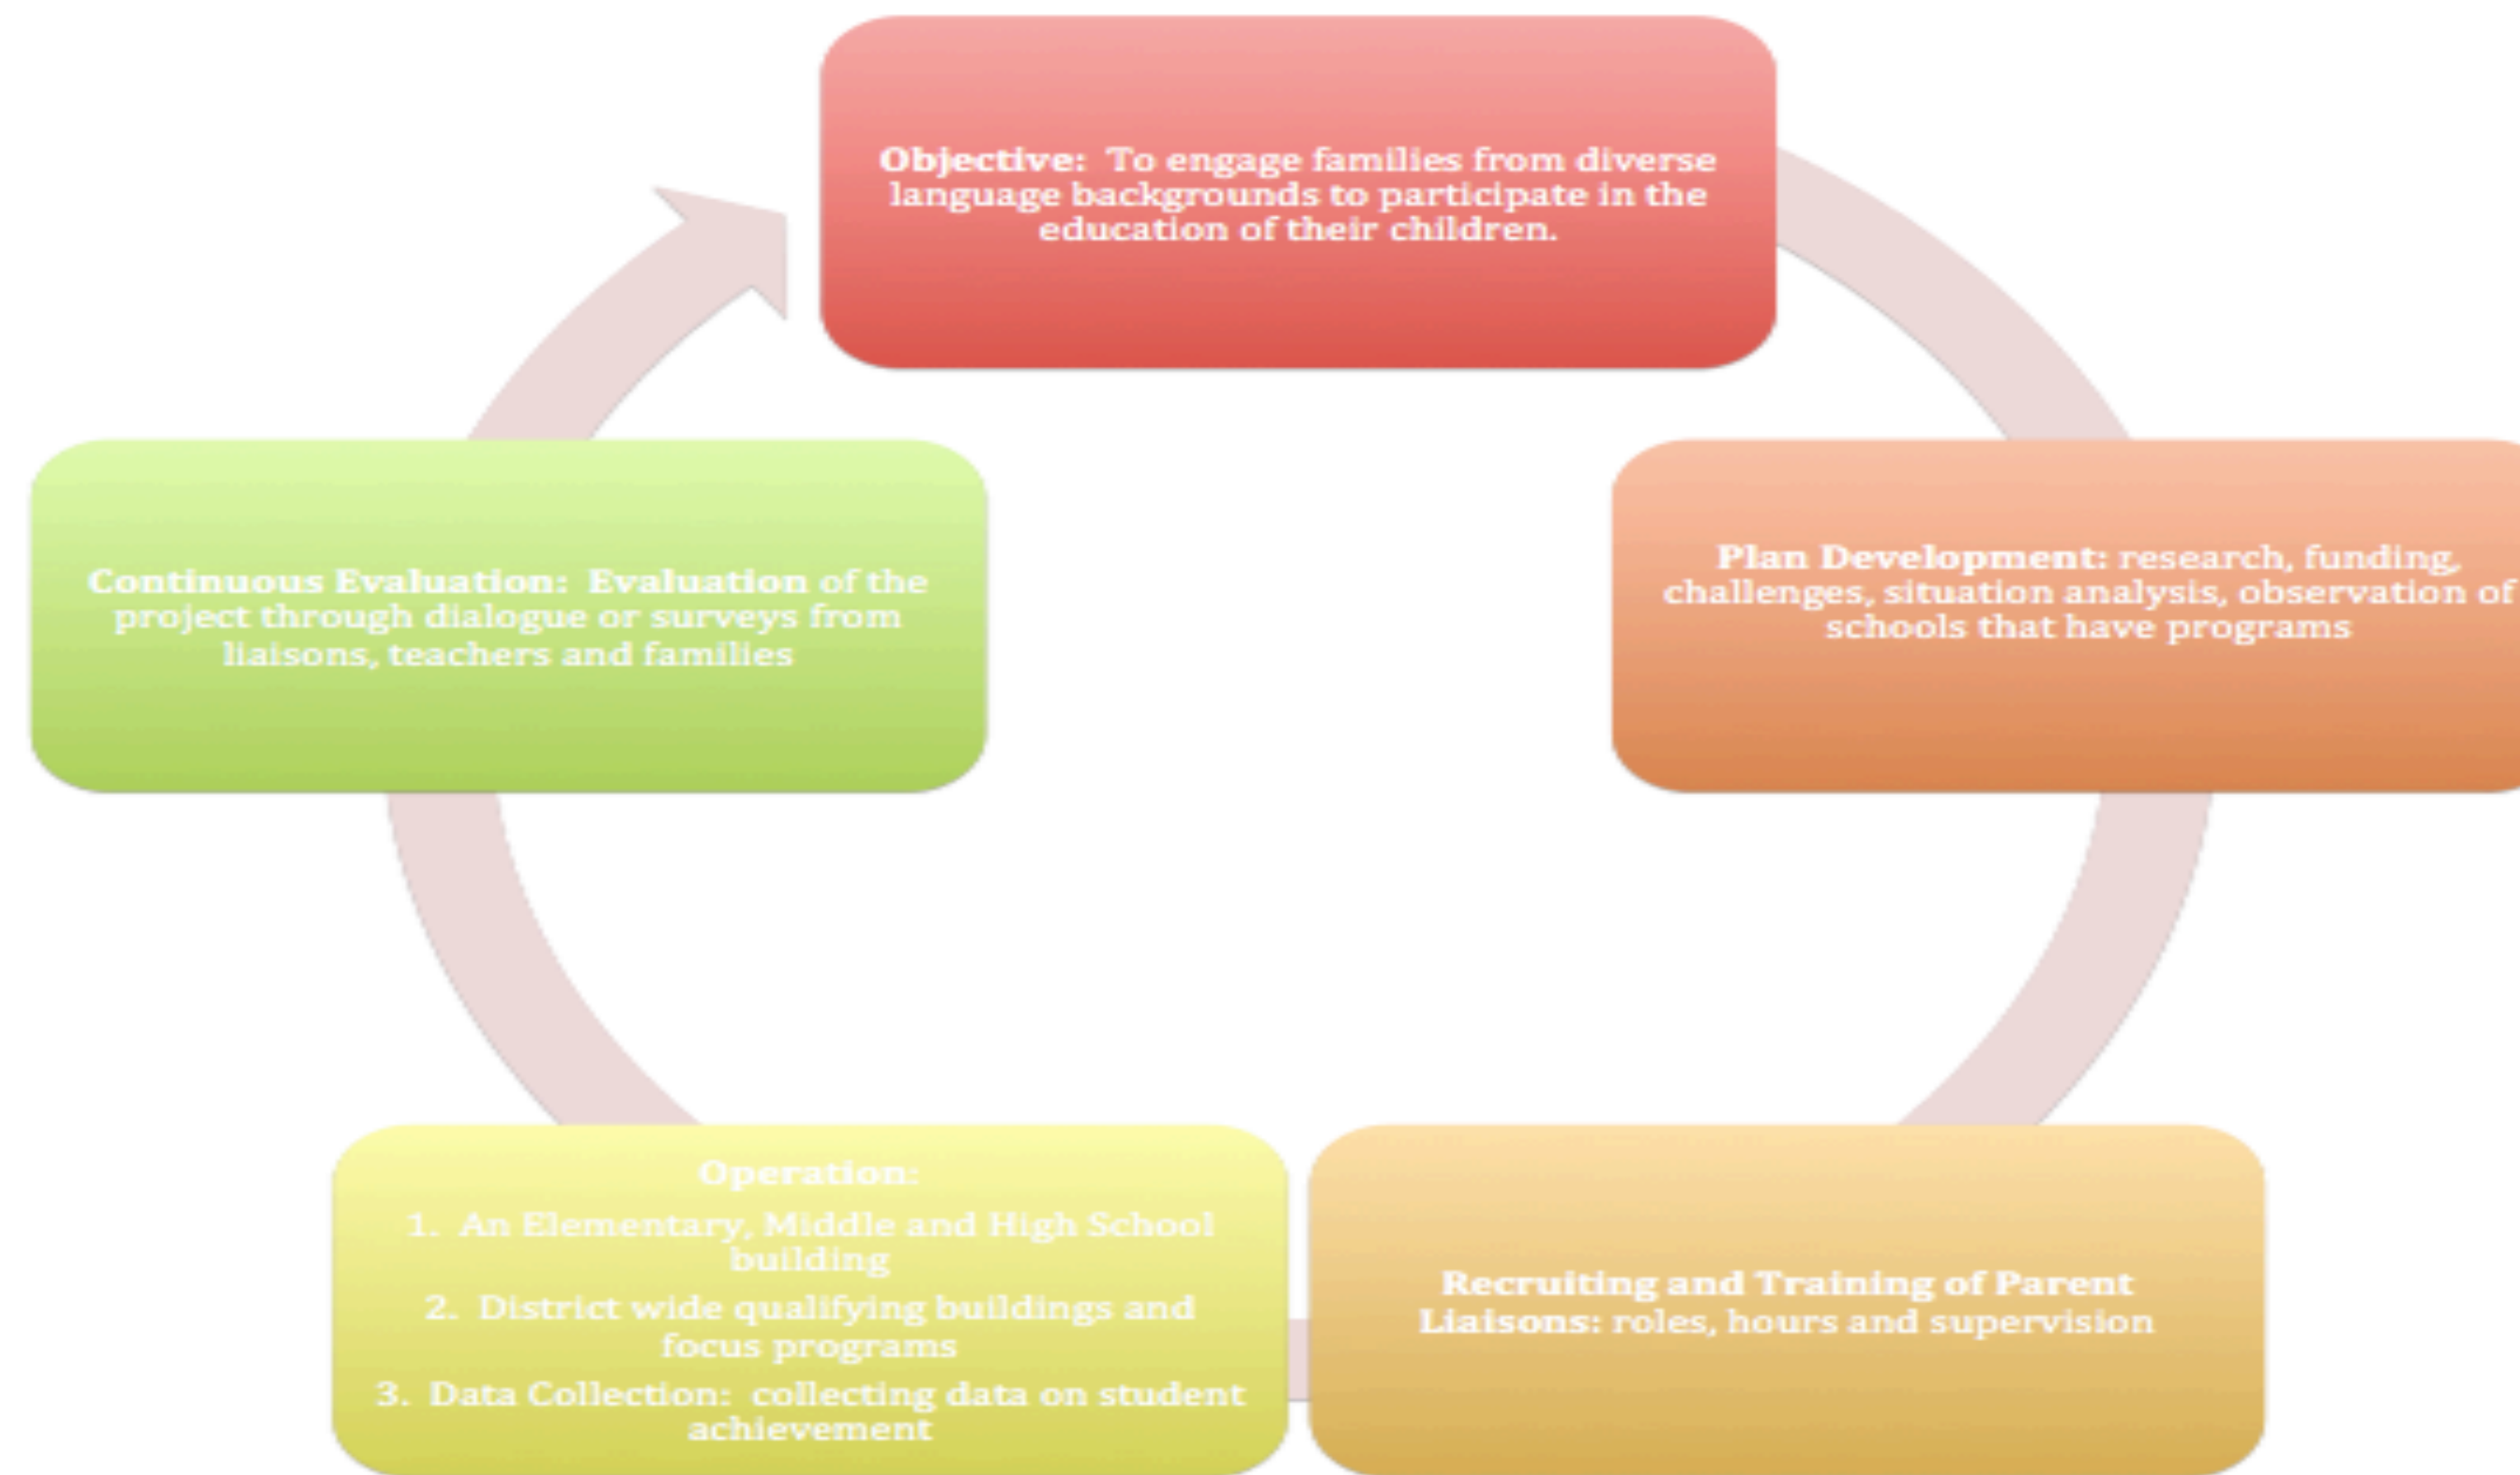 Objective: To engage families from diverse
language backgrounds to participate in the
education of their children.
Plan Development: research, funding,
challenges, situation analysis, observation of
schools that have programs
Recruiting and Training of Parent
Liaisons: roles, hours and supervision
Operation:
1. An Elementary, Middle and High School
building
2. District wide qualifying buildings and
focus programs
3. Data Collection: collecting data on student
achievement
Continuous Evaluation: Evaluation of the
project through dialogue or surveys from
liaisons, teachers and families